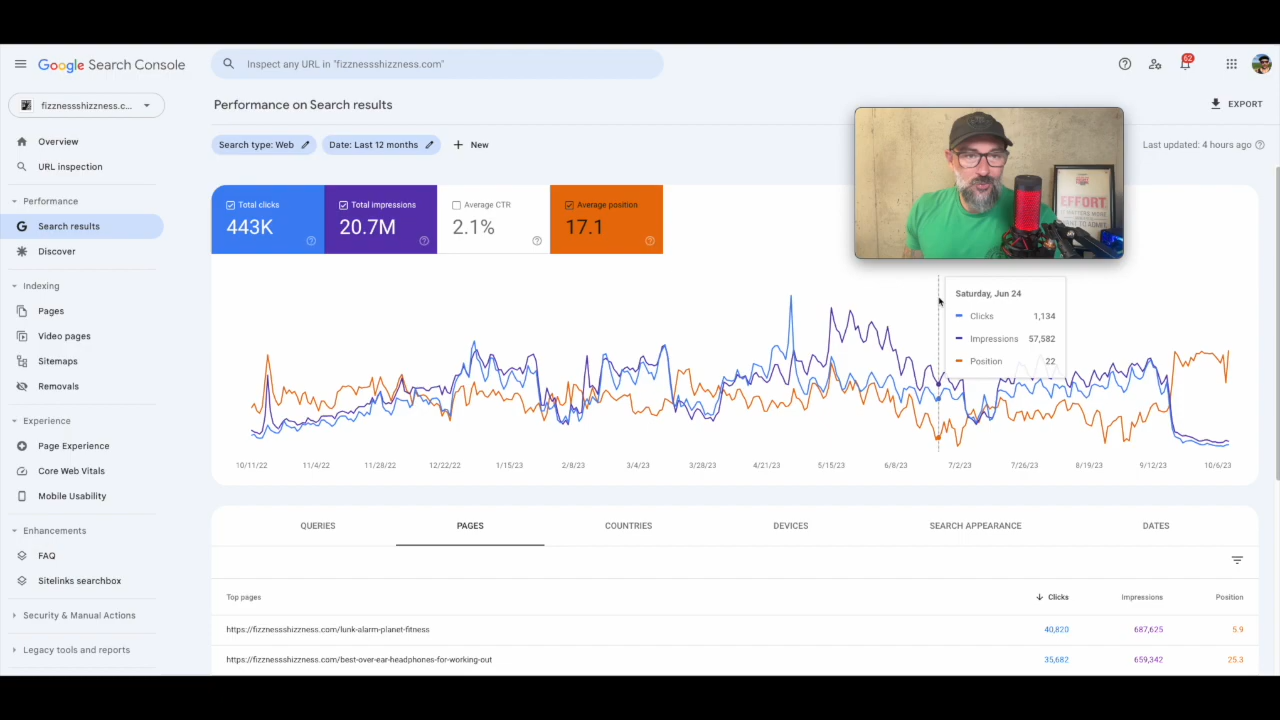 Google Search Console
Inspect any URL in "fizznessshizzness.com"
62
fizznessshizzness.c...
Performance on Search results
EXPORT
Search type: Web
Date: Last 12 months
New
Last updated: 4 hours ago
Overview
URL inspection
Performance
Search results
Discover
Indexing
Pages
Video pages
Sitemaps
Removals
Experience
Page Experience
Core Web Vitals
Mobile Usability
Enhancements
FAQ
Sitelinks searchbox
Security & Manual Actions
Legacy tools and reports
Total clicks
443K
Total impressions
20.7M
Average CTR
2.1%
Average position
17.1
EFFORT
Saturday, Jun 24
Clicks 1,134
Impressions 57,582
Position 22
10/11/22 11/4/22 11/28/22 12/22/22 1/15/23 2/8/23 3/4/23 3/28/23 4/21/23 5/15/23 6/8/23 7/2/23 7/26/23 8/19/23 9/12/23 10/6/23
QUERIES PAGES COUNTRIES DEVICES SEARCH APPEARANCE DATES
Top pages Clicks Impressions Position
https://fizznessshizzness.com/lunk-alarm-planet-fitness 40,820 687,625 5.9
https://fizznessshizzness.com/best-over-ear-headphones-for-working-out 35,682 659,342 25.3